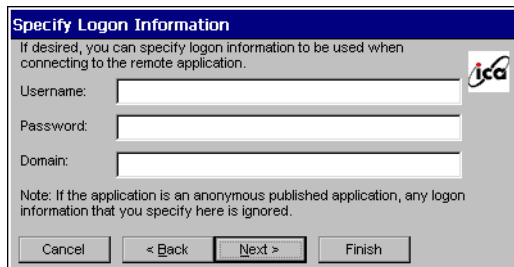 Specify Logon Information
If desired, you can specify logon information to be used when
connecting to the remote application.
ica
Username:
Password:
Domain:
Note: If the application is an anonymous published application, any logon
information that you specify here is ignored.
Cancel
< Back
Next >
Finish